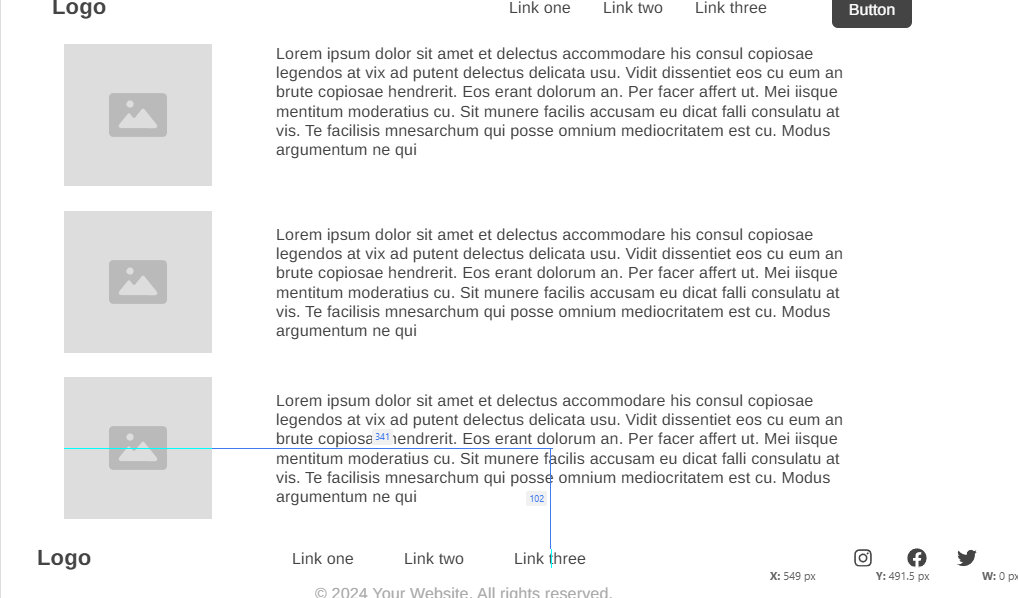 Logo
Link one Link two Link three Button
Lorem ipsum dolor sit amet et delectus accommodare his consul copiosae
legendos at vix ad putent delectus delicata usu. Vidit dissentiet eos cu eum an
brute copiosae hendrerit. Eos erant dolorum an. Per facer affert ut. Mei iisque
mentitum moderatius cu. Sit munere facilis accusam eu dicat falli consulatu at
vis. Te facilisis mnesarchum qui posse omnium mediocritatem est cu. Modus
argumentum ne qui
Lorem ipsum dolor sit amet et delectus accommodare his consul copiosae
legendos at vix ad putent delectus delicata usu. Vidit dissentiet eos cu eum an
brute copiosae hendrerit. Eos erant dolorum an. Per facer affert ut. Mei iisque
mentitum moderatius cu. Sit munere facilis accusam eu dicat falli consulatu at
vis. Te facilisis mnesarchum qui posse omnium mediocritatem est cu. Modus
argumentum ne qui
Lorem ipsum dolor sit amet et delectus accommodare his consul copiosae
legendos at vix ad putent delectus delicata usu. Vidit dissentiet eos cu eum an
brute copiosa 341 hendrerit. Eos erant dolorum an. Per facer affert ut. Mei iisque
mentitum moderatius cu. Sit munere facilis accusam eu dicat falli consulatu at
vis. Te facilisis mnesarchum qui posse omnium mediocritatem est cu. Modus
argumentum ne qui
102
Logo Link one Link two Link three
X: 549 px Y: 491.5 px W: 0 px
© 2024 Your Website. All rights reserved.